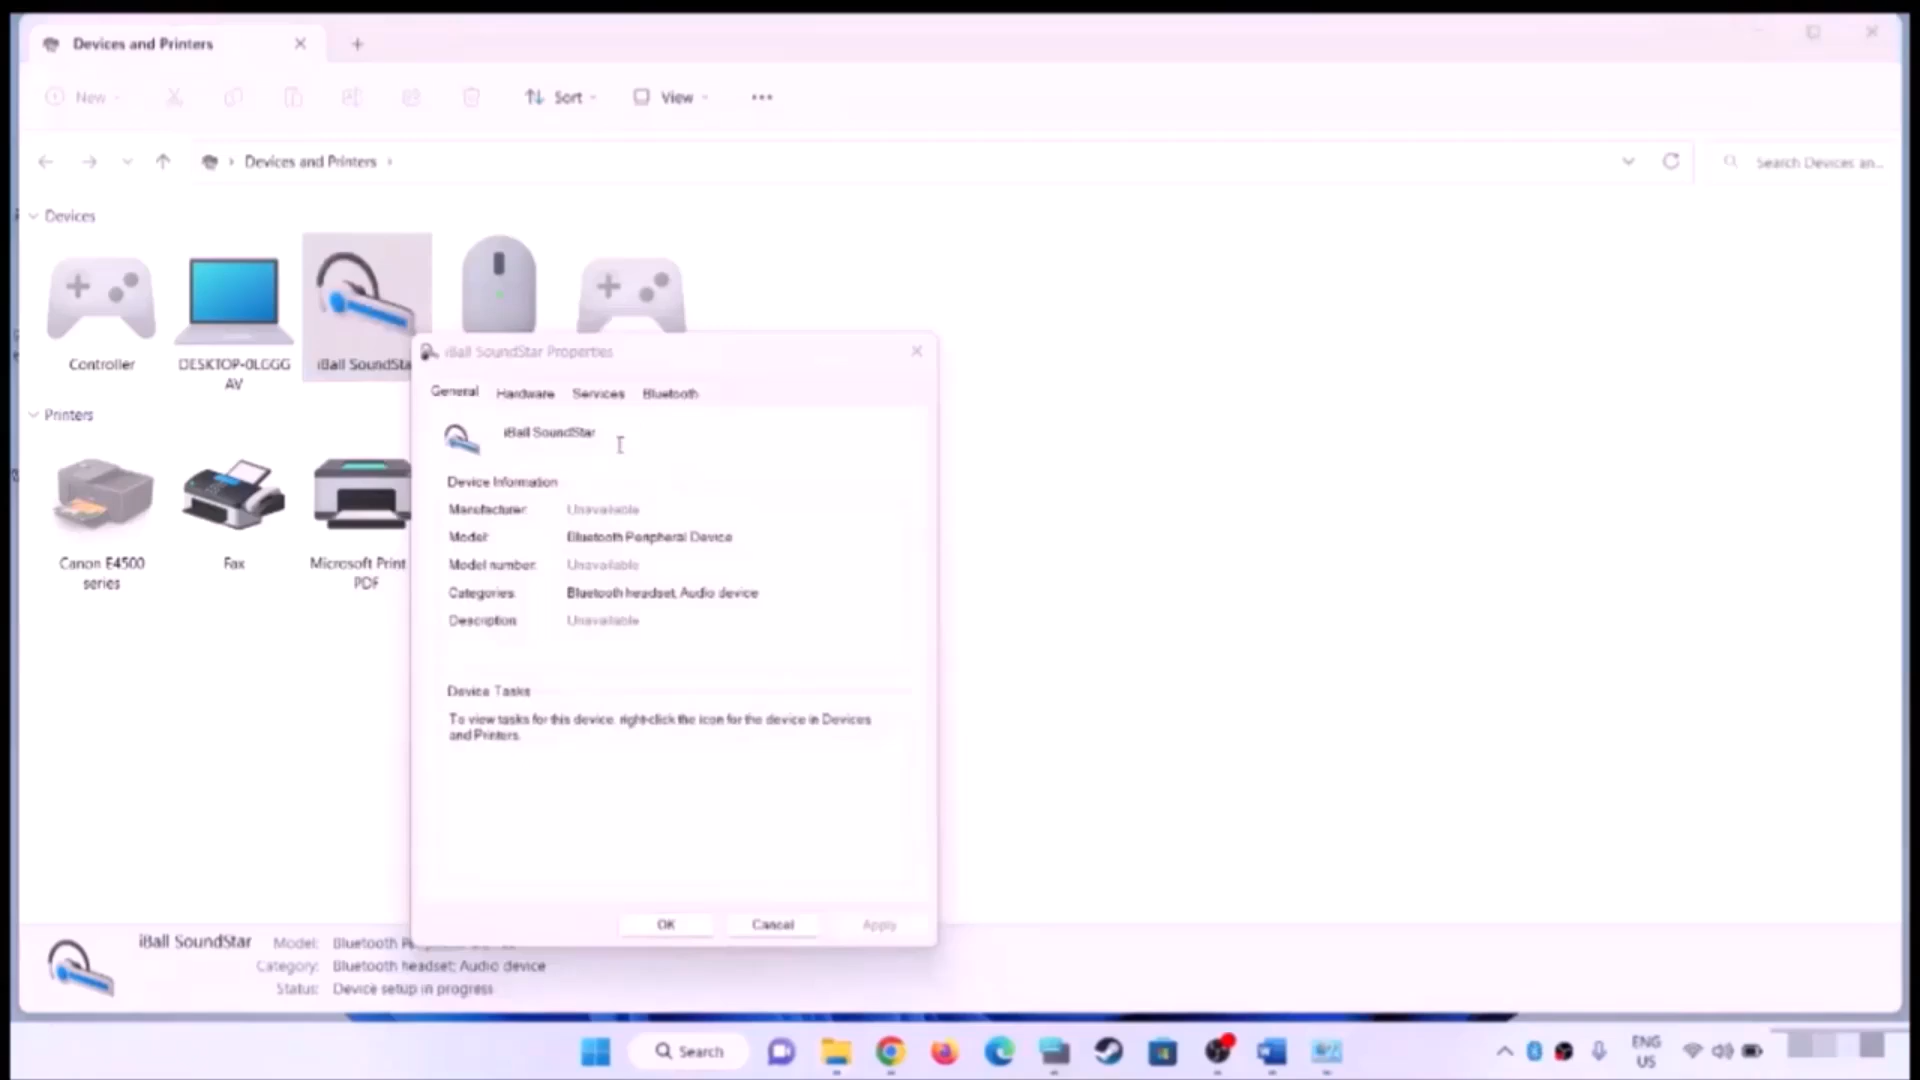 Devices and Printers
New
Sort
View
Devices and Printers
Search Devices an...
Devices
Controller
DESKTOP-0LGGG
AV
iBall SoundSta
Printers
Canon E4500
series
Fax
Microsoft Print
PDF
iBall SoundStar Properties
General
Hardware
Services
Bluetooth
iBall SoundStar
Device Information
Manufacturer: Unavailable
Model: Bluetooth Peripheral Device
Model number: Unavailable
Categories: Bluetooth headset, Audio device
Description: Unavailable
Device Tasks
To view tasks for this device, right-click the icon for the device in Devices
and Printers.
OK
Cancel
Apply
iBall SoundStar
Model: Bluetooth
Category: Bluetooth headset; Audio device
Status: Device setup in progress
Search
ENG
US